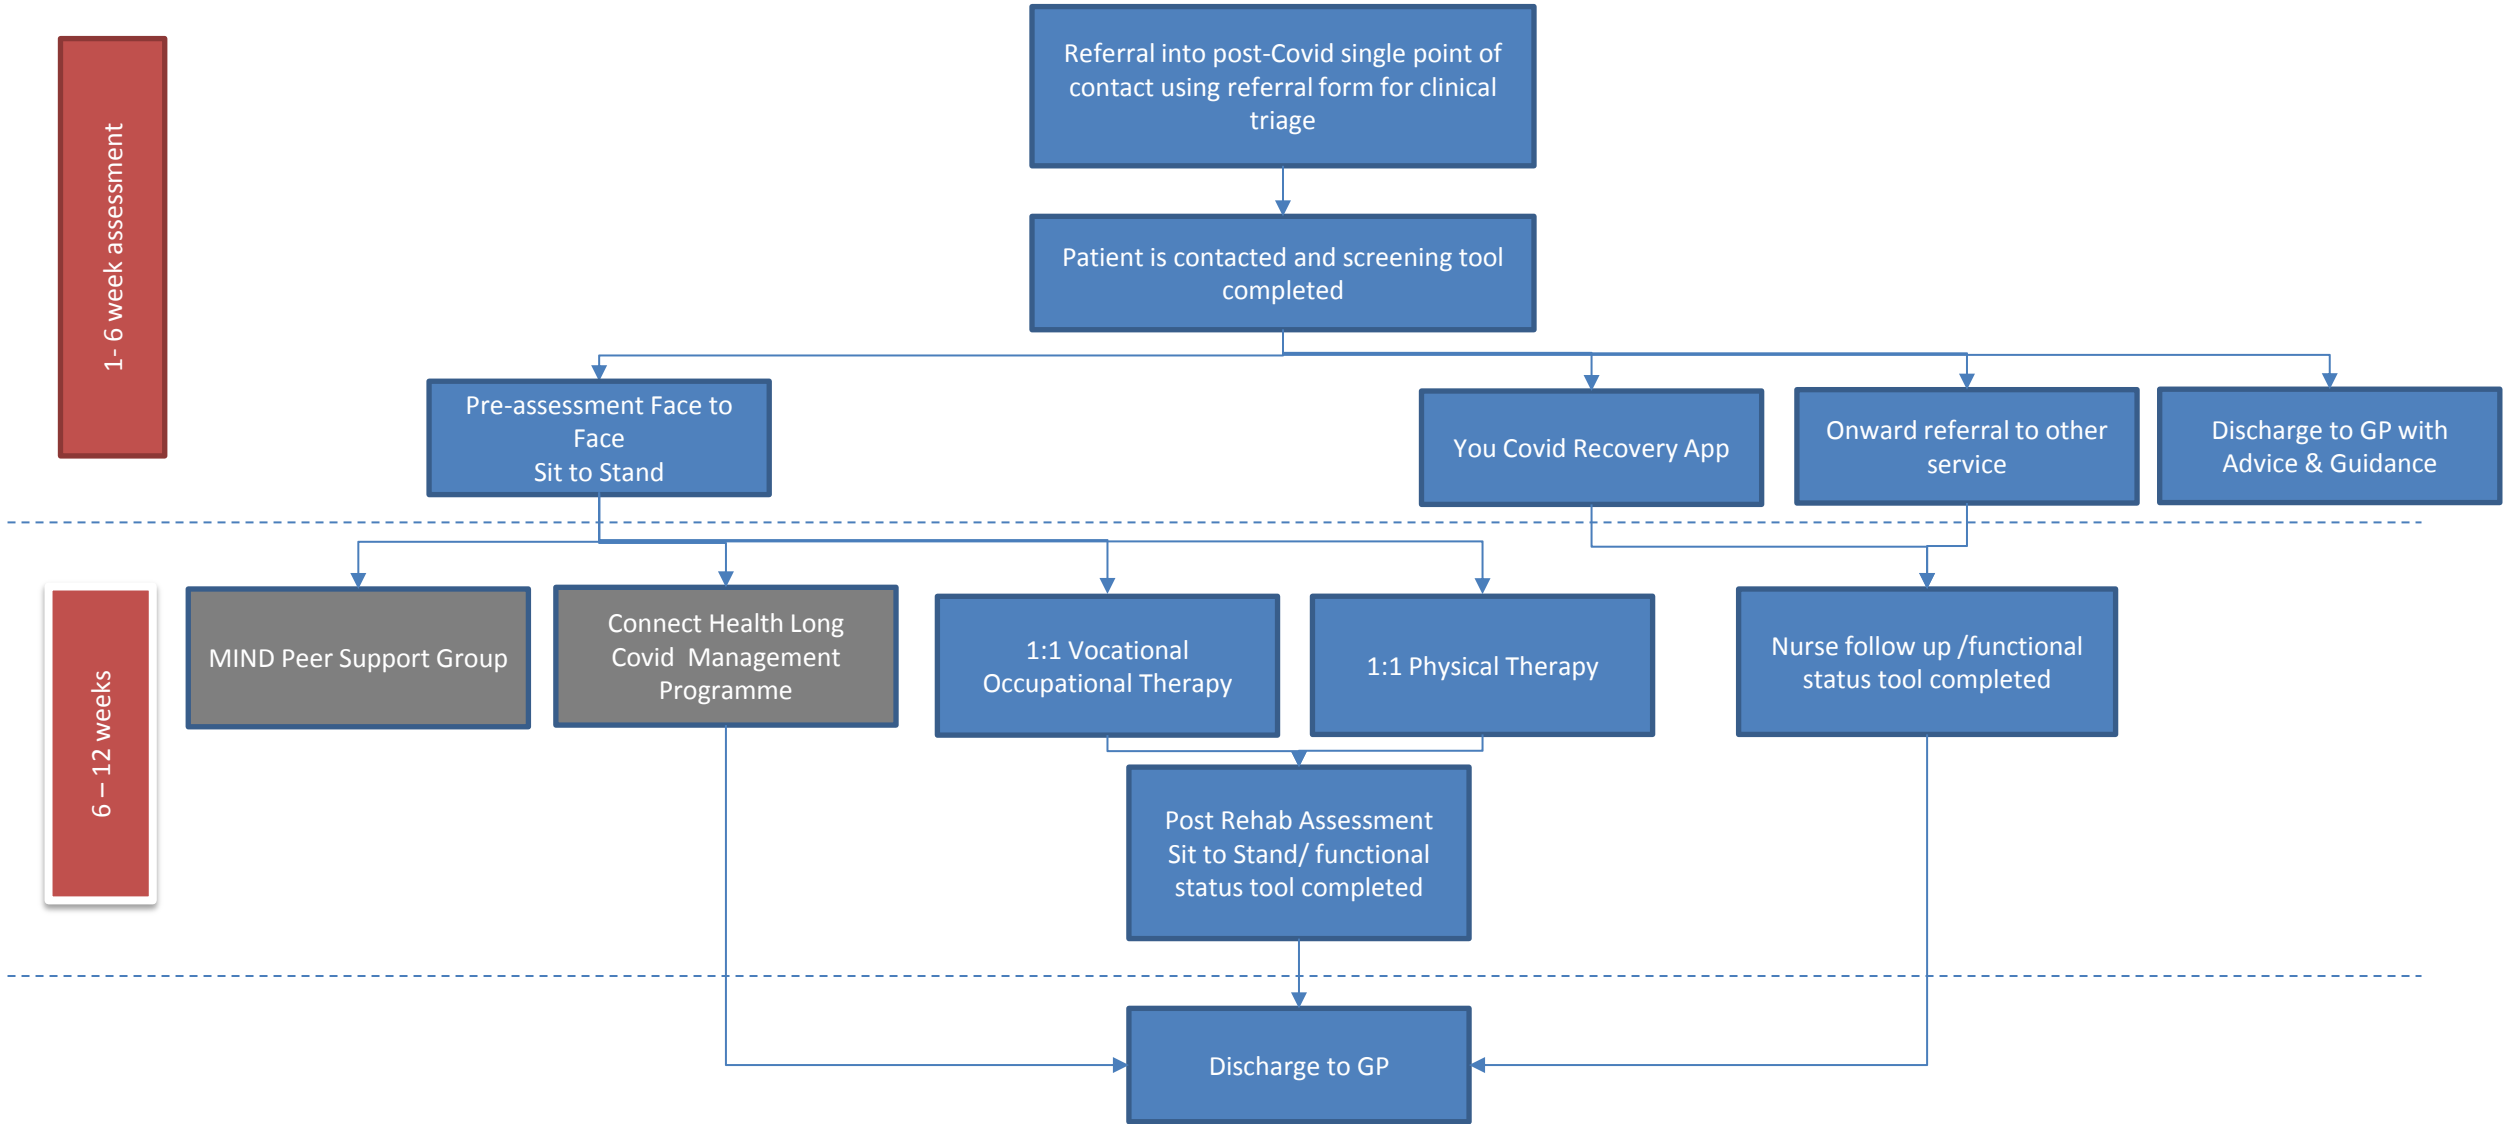 1- 6 week assessment
Referral into post-Covid single point of
contact using referral form for clinical
triage
Patient is contacted and screening tool
completed
Pre-assessment Face to
Face
Sit to Stand
You Covid Recovery App
Onward referral to other
service
Discharge to GP with
Advice & Guidance
6 – 12 weeks
MIND Peer Support Group
Connect Health Long
Covid  Management
Programme
1:1 Vocational
Occupational Therapy
1:1 Physical Therapy
Nurse follow up /functional
status tool completed
Post Rehab Assessment
Sit to Stand/ functional
status tool completed
Discharge to GP